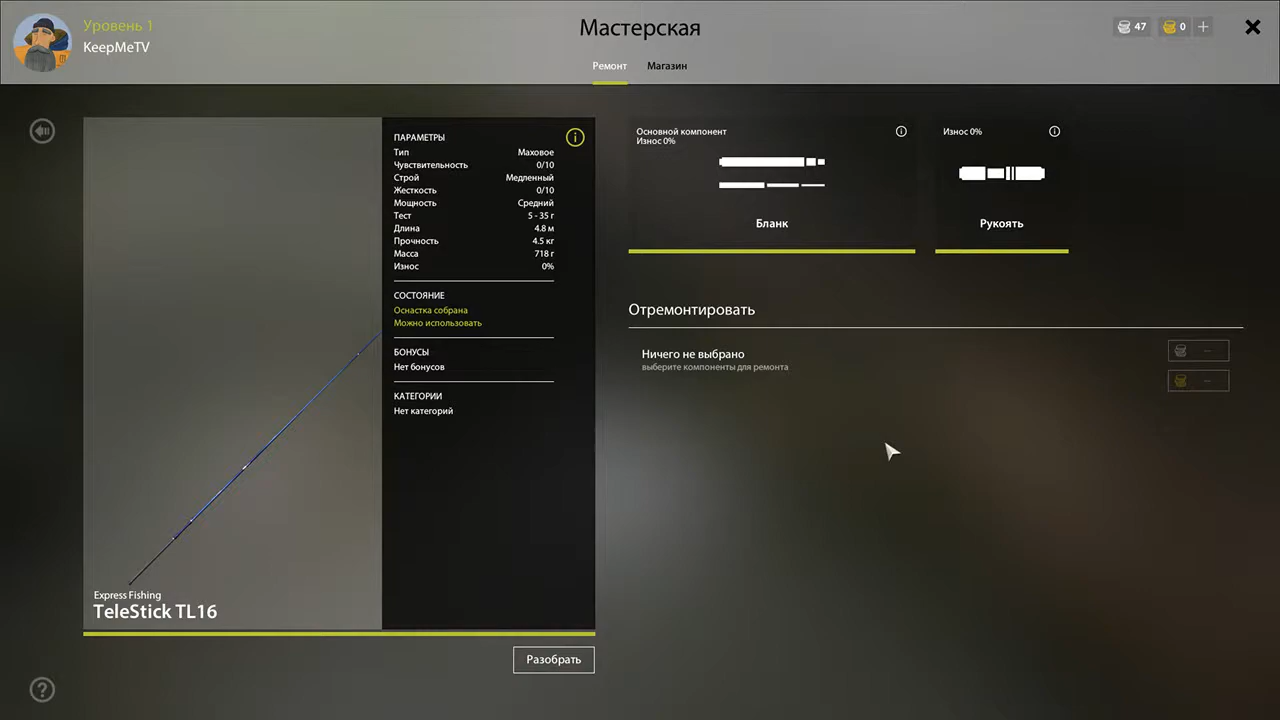 Уровень 1
KeepMeTV
Мастерская
47
0
Ремонт
Магазин
ПАРАМЕТРЫ
Тип Маховое
Чувствительность 0/10
Строй Медленный
Жесткость 0/10
Мощность Средний
Тест 5 - 35 г
Длина 4.8 м
Прочность 4.5 кг
Масса 718 г
Износ 0%
СОСТОЯНИЕ
Оснастка собрана
Можно использовать
БОНУСЫ
Нет бонусов
КАТЕГОРИИ
Нет категорий
Express Fishing
TeleStick TL16
Разобрать
Основной компонент
Износ 0%
Бланк
Износ 0%
Рукоять
Отремонтировать
Ничего не выбрано
выберите компоненты для ремонта
--
--
?